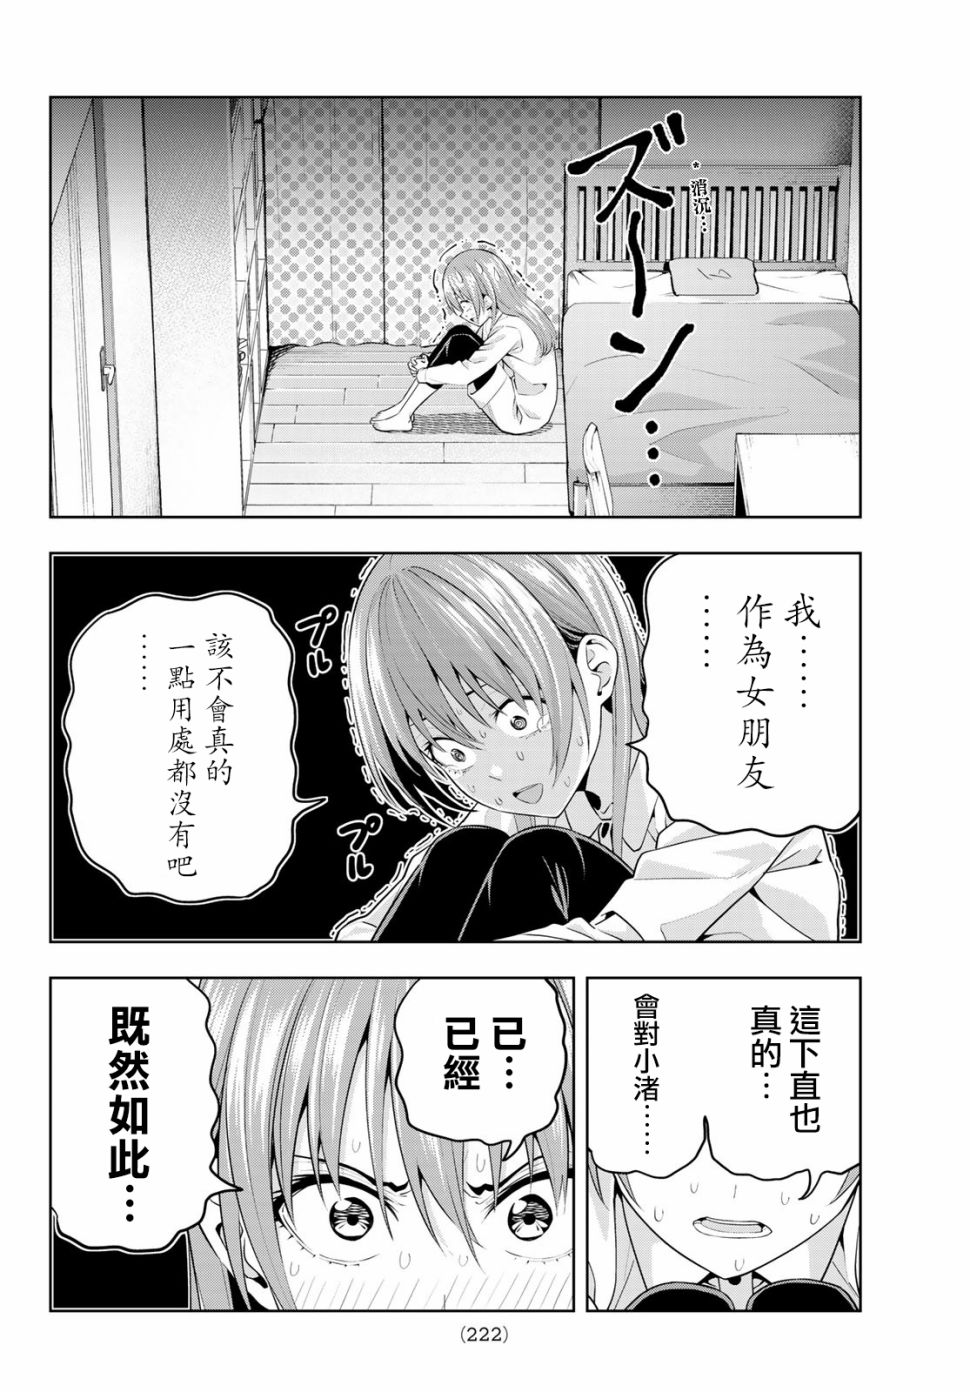 ズーン…
*消沉…
我………
作為女朋友
………
該不會真的
一點用處都沒有吧
……
プル
プル
這下直也
真的…
會對小渚……
已…
已經
既然如此…
(222)